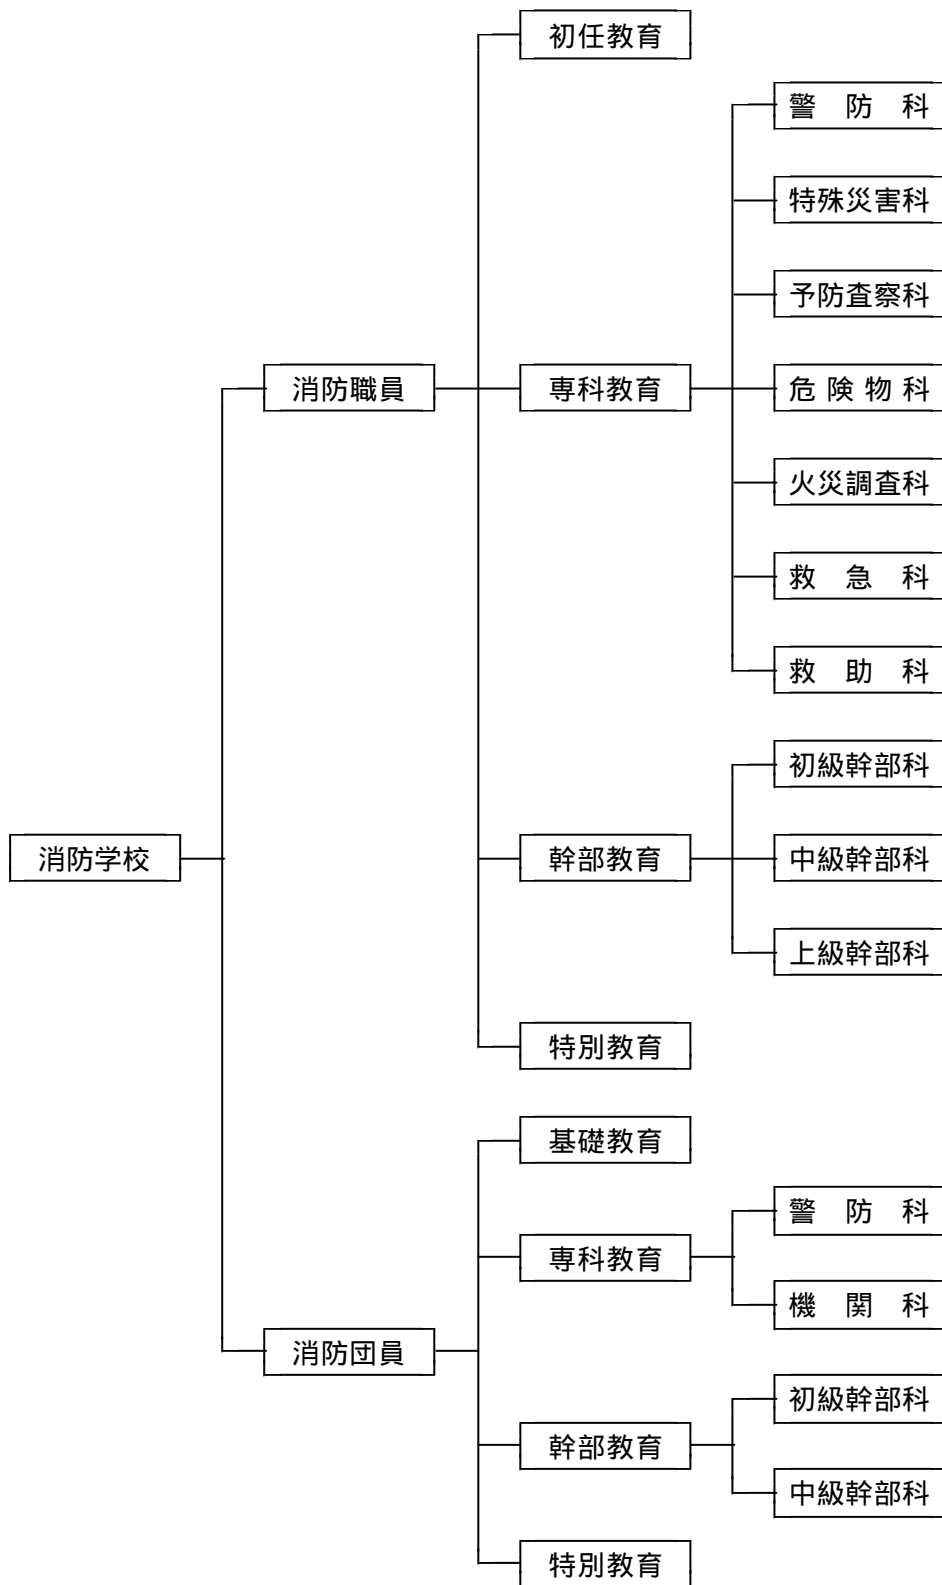 初任教育
警防科
特殊災害科
予防査察科
消防職員
専科教育
危険物科
火災調査科
救急科
救助科
初級幹部科
消防学校
幹部教育
中級幹部科
上級幹部科
特別教育
基礎教育
警防科
専科教育
機関科
消防団員
初級幹部科
幹部教育
中級幹部科
特別教育